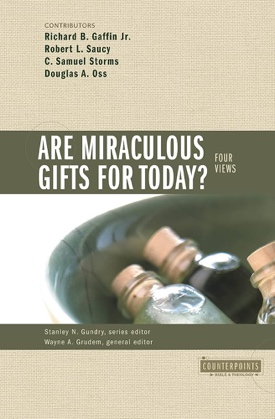 CONTRIBUTORS
Richard B. Gaffin Jr.
Robert L. Saucy
C. Samuel Storms
Douglas A. Oss
ARE MIRACULOUS
GIFTS FOR TODAY?
FOUR
VIEWS
Stanley N. Gundry, series editor
Wayne A. Grudem, general editor
COUNTERPOINTS
BIBLE & THEOLOGY